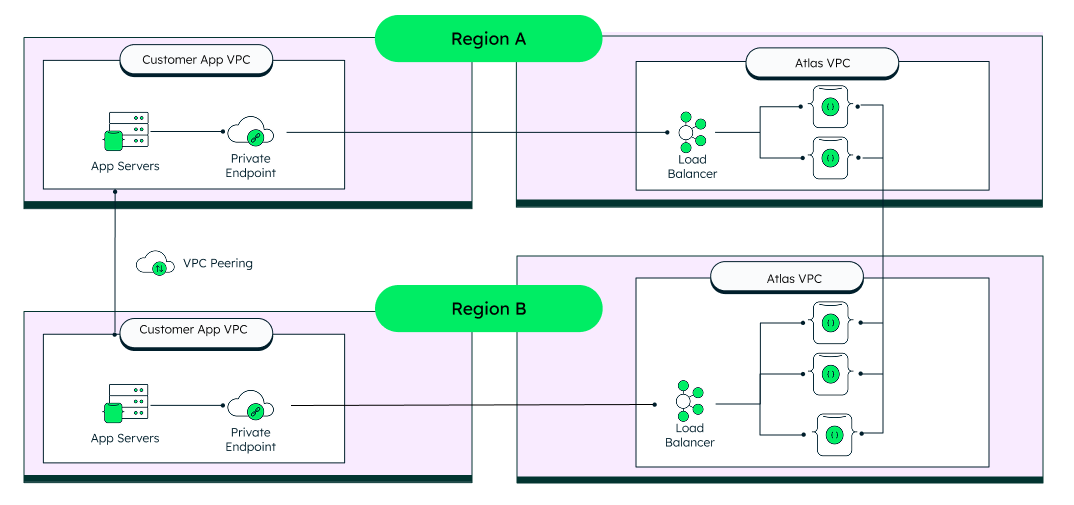 Region A
Customer App VPC
Atlas VPC
App Servers
Private
Endpoint
Load
Balancer
VPC Peering
Region B
Atlas VPC
Customer App VPC
App Servers
Private
Endpoint
Load
Balancer